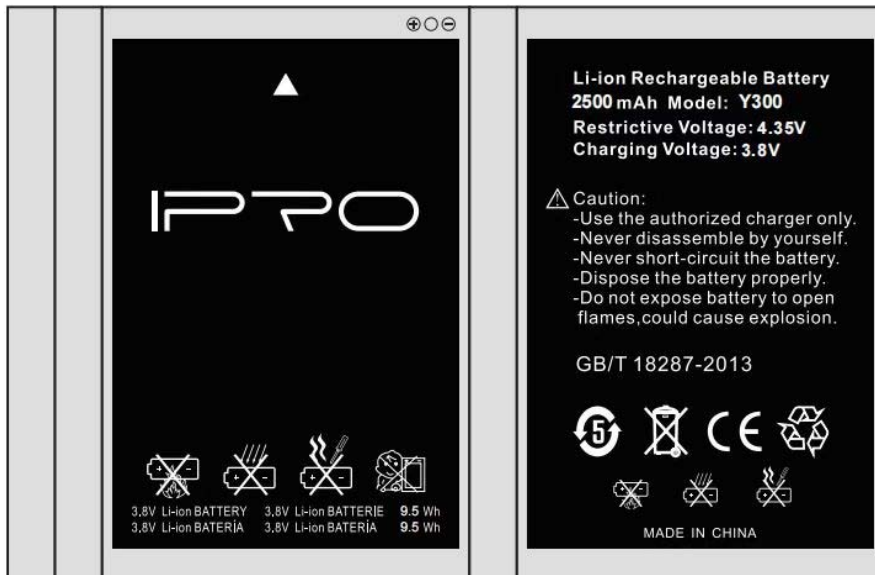 IPRO
3,8V Li-ion BATTERY 3,8V Li-ion BATTERIE 9.5 Wh
3,8V Li-ion BATERÍA 3,8V Li-ion BATERİA 9.5 Wh
Li-ion Rechargeable Battery
2500 mAh Model: Y300
Restrictive Voltage: 4.35V
Charging Voltage: 3.8V
Caution:
-Use the authorized charger only.
-Never disassemble by yourself.
-Never short-circuit the battery.
-Dispose the battery properly.
-Do not expose battery to open
flames,could cause explosion.
GB/T 18287-2013
5
CE
MADE IN CHINA